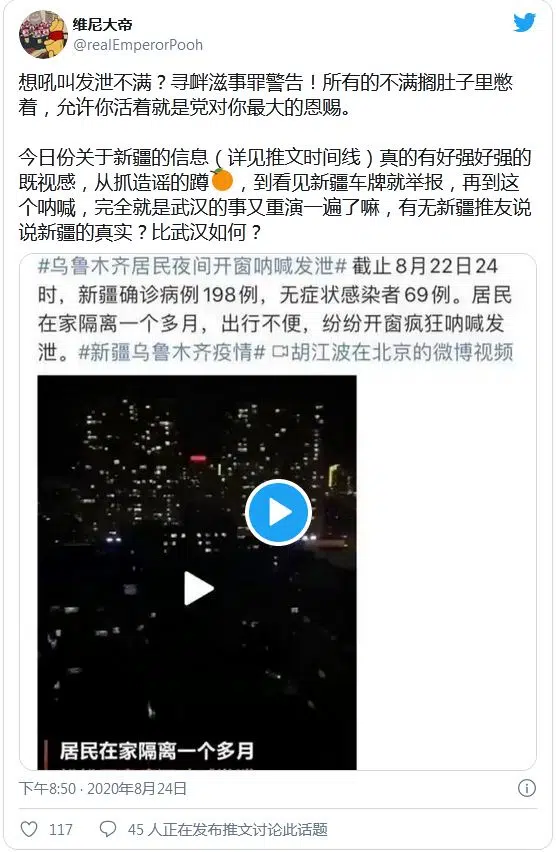 维尼大帝
@realEmperorPooh
想吼叫发泄不满？寻衅滋事罪警告！所有的不满搁肚子里憋
着，允许你活着就是党对你最大的恩赐。
今日份关于新疆的信息（详见推文时间线）真的有好强好强的
既视感，从抓造谣的蹲🍊，到看见新疆车牌就举报，再到这
个呐喊，完全就是武汉的事又重演一遍了嘛，有无新疆推友说
说新疆的真实？比武汉如何？
#乌鲁木齐居民夜间开窗呐喊发泄# 截止8月22日24
时，新疆确诊病例198例，无症状感染者69例。居民
在家隔离一个多月，出行不便，纷纷开窗疯狂呐喊发
泄。#新疆乌鲁木齐疫情# 胡江波在北京的微博视频
居民在家隔离一个多月
下午8:50 · 2020年8月24日
117
45 人正在发布推文讨论此话题